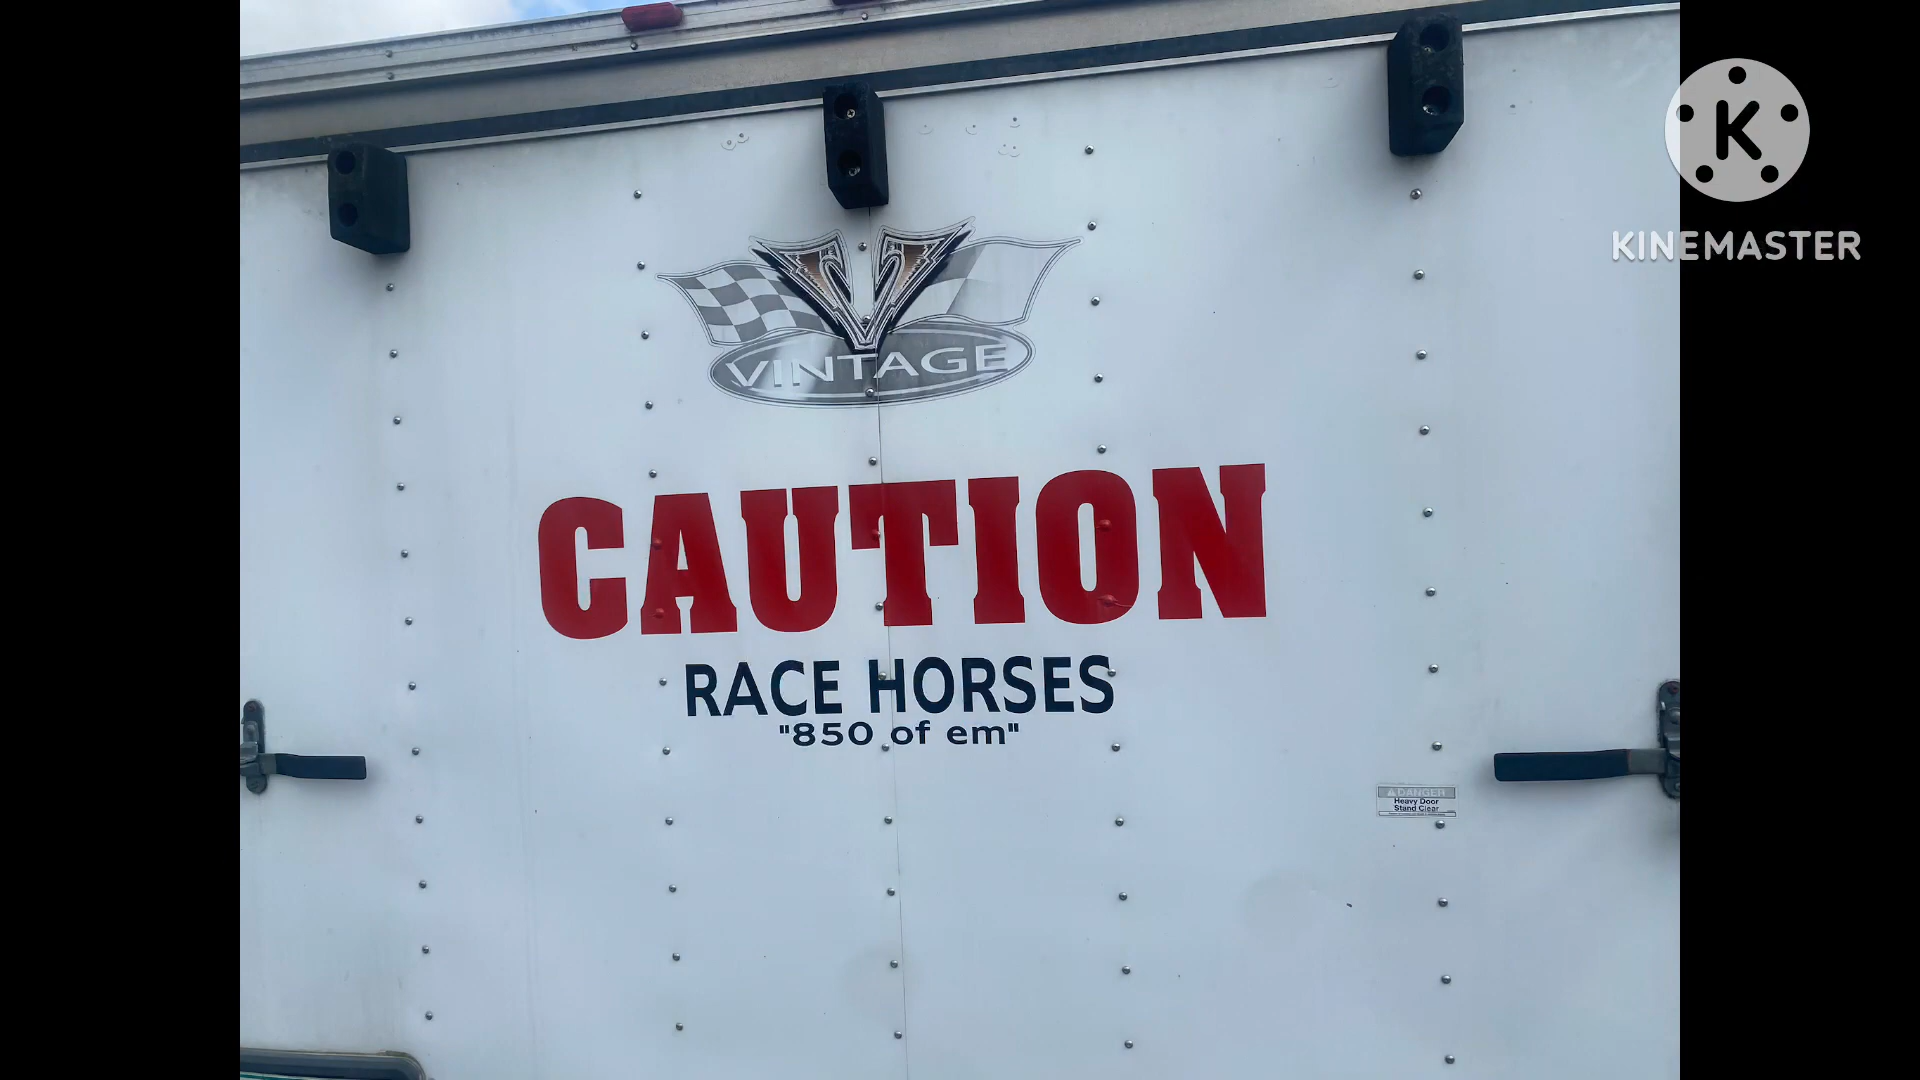 KINEMASTER
VINTAGE
CAUTION
RACE HORSES
"850 of em"
DANGER
Heavy Door
Stand Clear